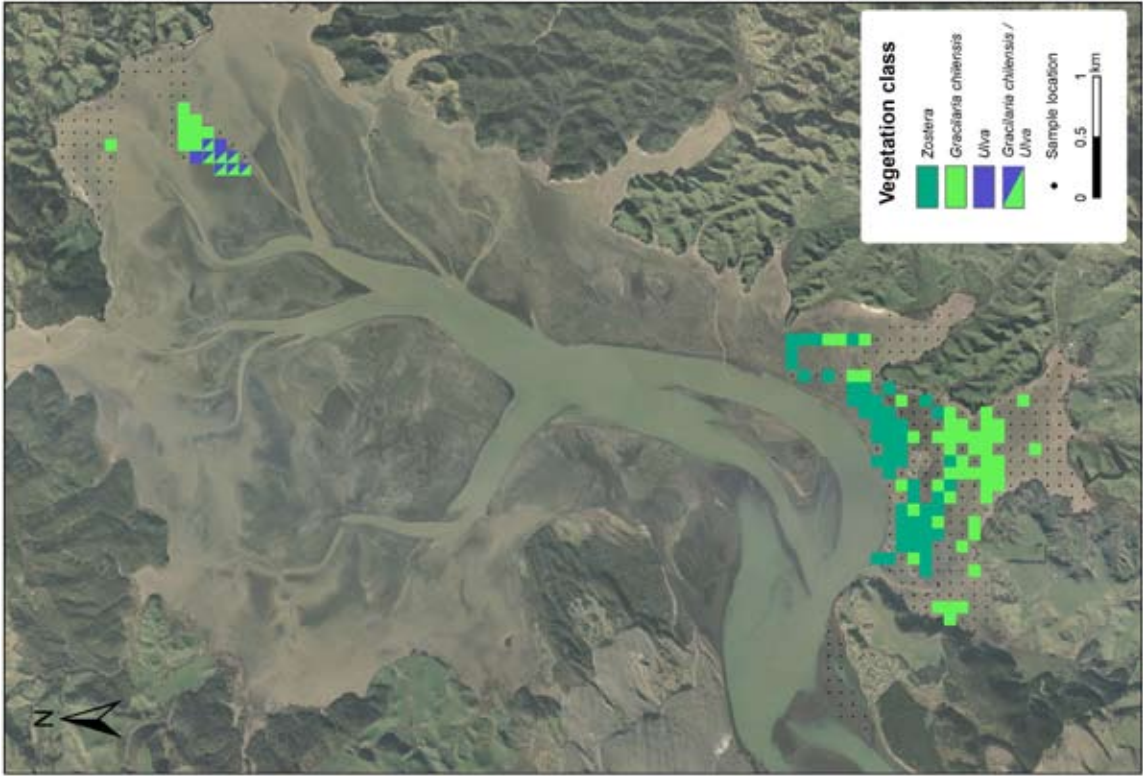 N
Vegetation class
Zostera
Gracilaria chilensis
Ulva
Gracilaria chilensis /
Ulva
Sample location
0 0.5 1
km